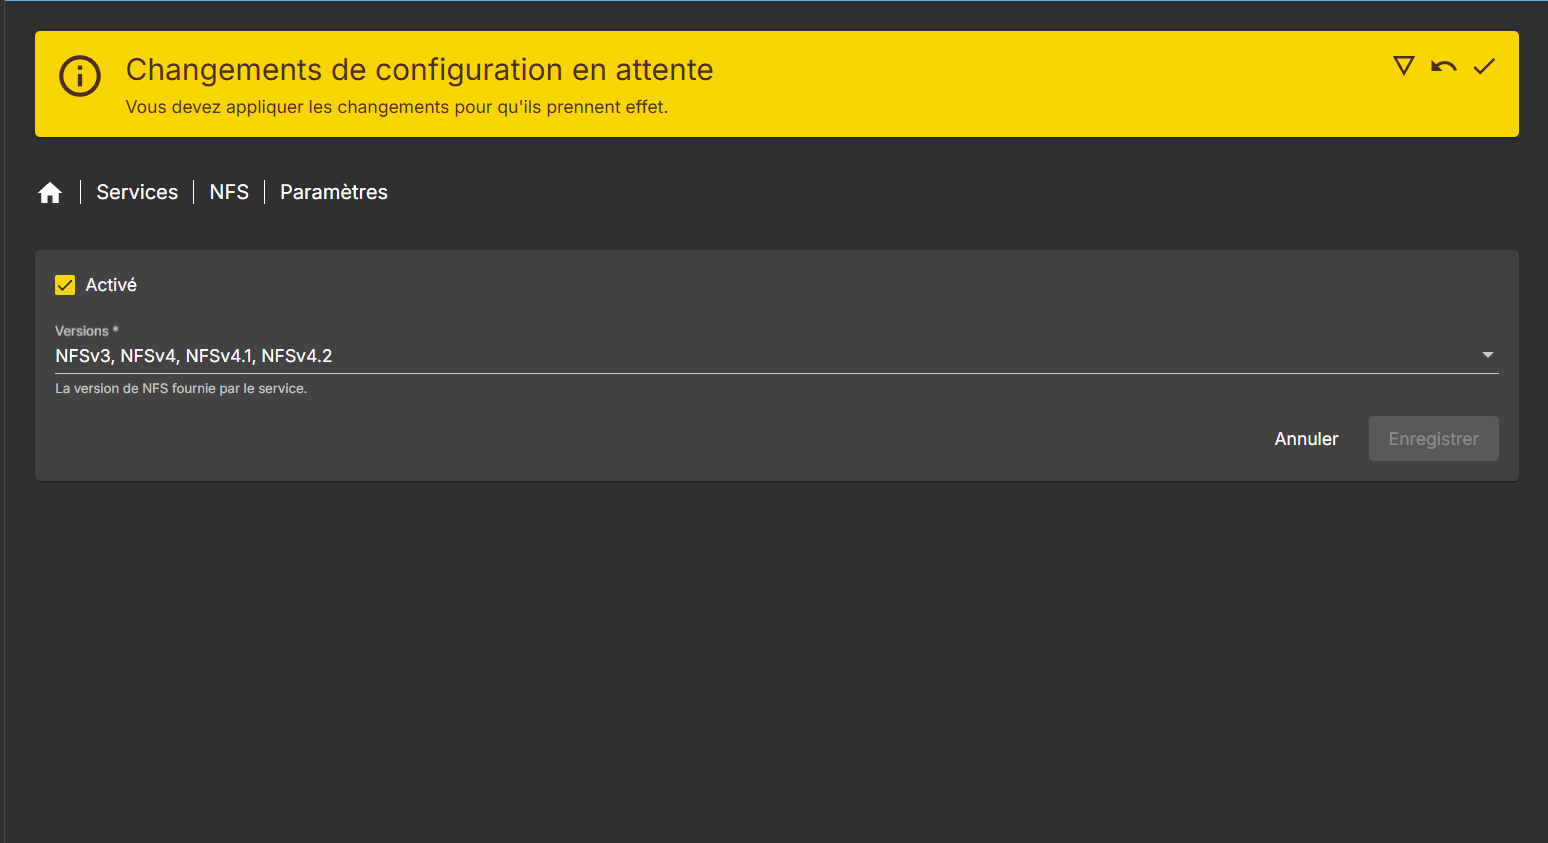 Changements de configuration en attente
Vous devez appliquer les changements pour qu'ils prennent effet.
Services | NFS | Paramètres
Activé
Versions *
NFSv3, NFSv4, NFSv4.1, NFSv4.2
La version de NFS fournie par le service.
Annuler Enregistrer